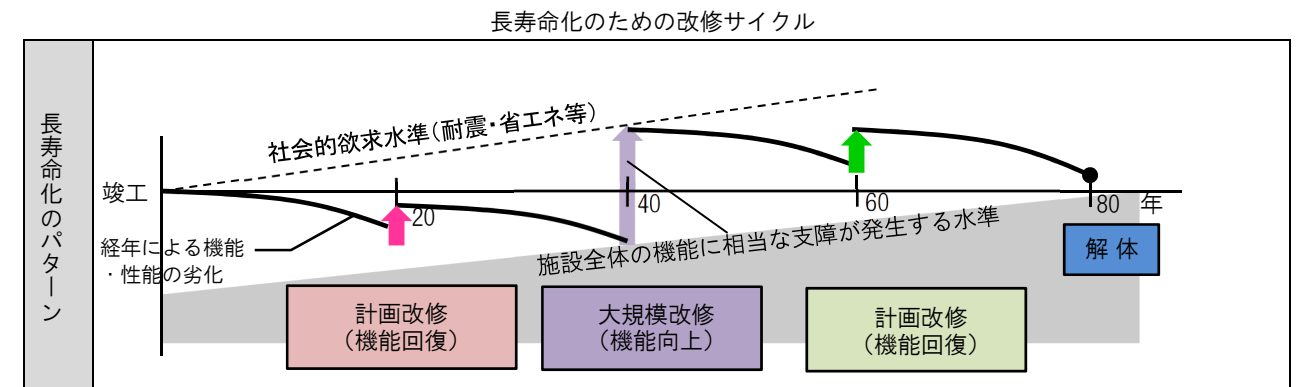 長寿命化のための改修サイクル
長寿命化のパターン
社会的欲求水準（耐震・省エネ等）
竣工
20
40
60
80
年
経年による機能
・性能の劣化
施設全体の機能に相当な支障が発生する水準
解体
計画改修
（機能回復）
大規模改修
（機能向上）
計画改修
（機能回復）